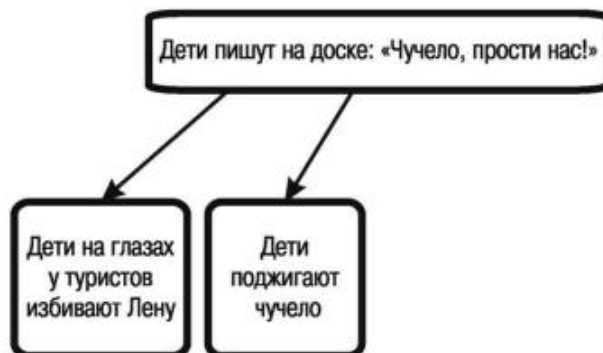 Дети пишут на доске: «Чучело, прости нас!»
Дети на глазах
у туристов
избивают Лену
Дети
поджигают
чучело